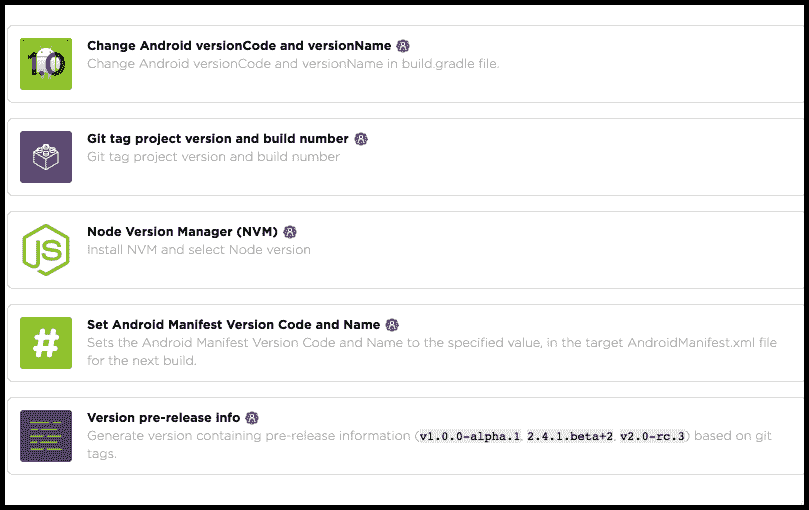 1.0
Change Android versionCode and versionName
Change Android versionCode and versionName in build.gradle file.
Git tag project version and build number
Git tag project version and build number
JS
Node Version Manager (NVM)
Install NVM and select Node version
#
Set Android Manifest Version Code and Name
Sets the Android Manifest Version Code and Name to the specified value, in the target AndroidManifest.xml file
for the next build.
Version pre-release info
Generate version containing pre-release information (v1.0.0-alpha.1, 2.4.1.beta+2, v2.0-rc.3) based on git
tags.